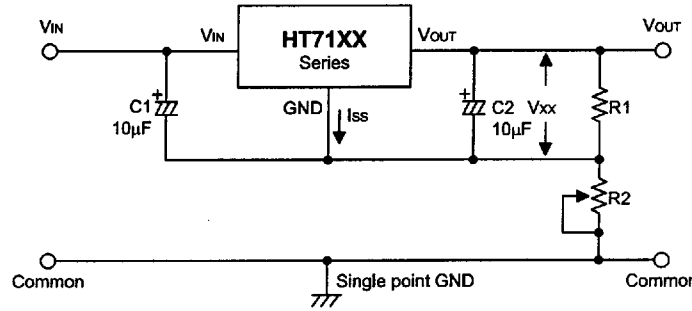 VIN
VIN
HT71XX
Series
VOUT
VOUT
C1
10µF
GND
ISS
C2
10µF
VXX
R1
R2
Common
Single point GND
Common